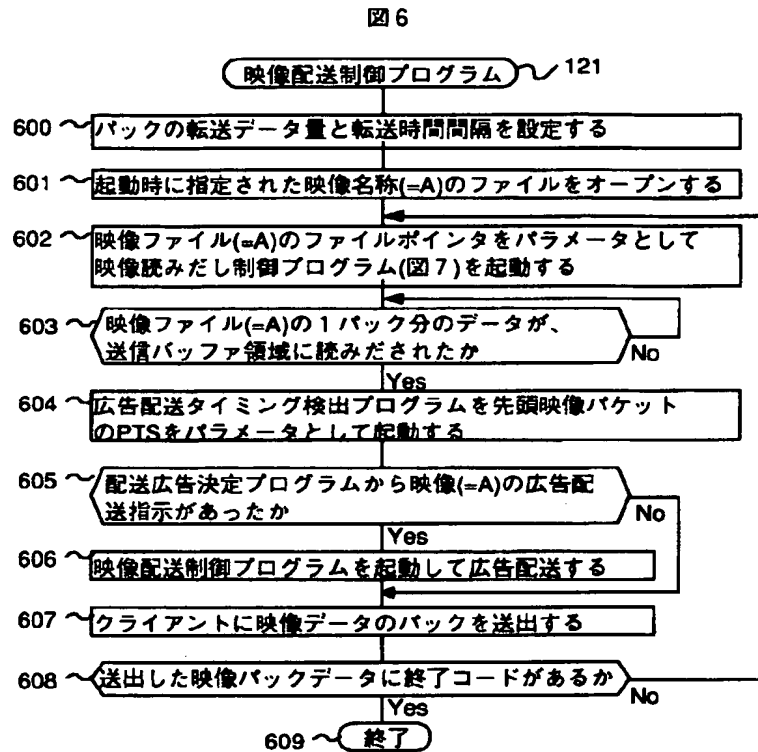 図6
映像配送制御プログラム 121
600 パックの転送データ量と転送時間間隔を設定する
601 起動時に指定された映像名称(=A)のファイルをオープンする
602 映像ファイル(=A)のファイルポインタをパラメータとして
映像読みだし制御プログラム(図7)を起動する
603 映像ファイル(=A)の1パック分のデータが、
送信バッファ領域に読みだされたか
No
Yes
604 広告配送タイミング検出プログラムを先頭映像パケット
のPTSをパラメータとして起動する
605 配送広告決定プログラムから映像(=A)の広告配
送指示があったか
No
Yes
606 映像配送制御プログラムを起動して広告配送する
607 クライアントに映像データのパックを送出する
608 送出した映像パックデータに終了コードがあるか
No
Yes
609 終了